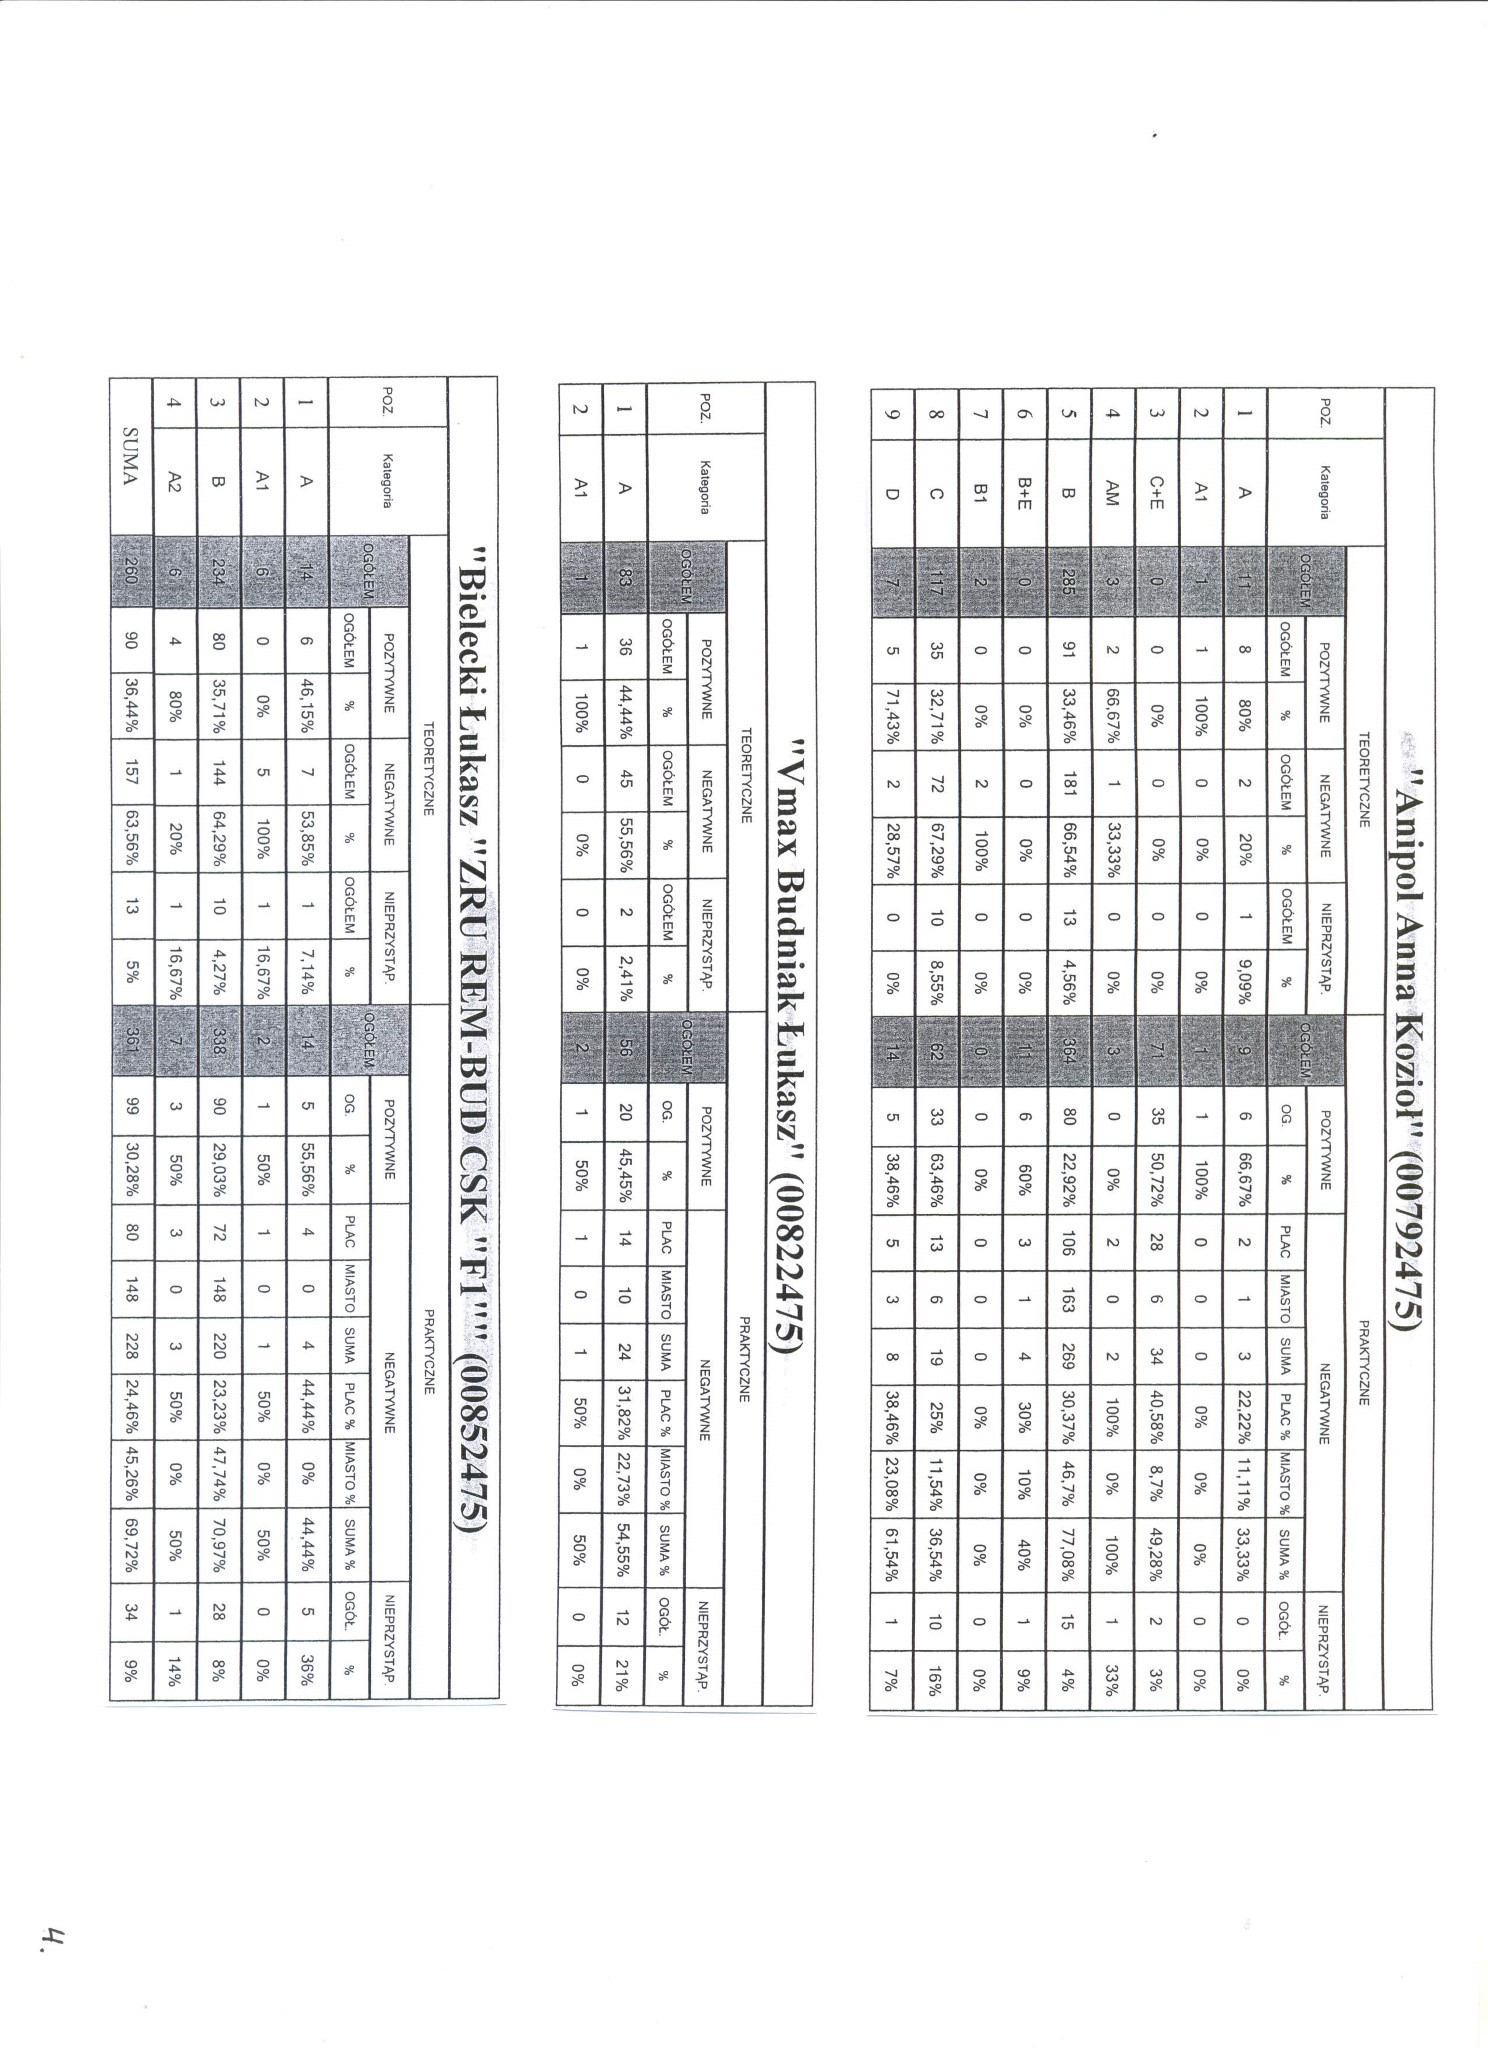 "Anipol Anna Kozioł" (00792475)
POZ. Kategoria TEORETYCZNE PRAKTYCZNE
OGÓŁEM POZYTYWNE NEGATYWNE NIEPRZYSTĄP. OGÓŁEM POZYTYWNE NEGATYWNE NIEPRZYSTĄP.
OGÓŁEM % OGÓŁEM % OGÓŁEM % OG. % PLAC MIASTO SUMA PLAC % MIASTO % SUMA % OGÓŁ. %
1 A 11 8 80% 2 20% 1 9,09% 9 6 66,67% 2 1 3 22,22% 11,11% 33,33% 0 0%
2 A1 1 1 100% 0 0% 0 0% 1 1 100% 0 0 0 0% 0% 0% 0 0%
3 C+E 0 0 0% 0 0% 0 0% 71 35 50,72% 28 6 34 40,58% 8,7% 49,28% 2 3%
4 AM 3 2 66,67% 1 33,33% 0 0% 3 0 0% 2 0 2 100% 0% 100% 1 33%
5 B 285 91 33,46% 181 66,54% 13 4,56% 364 80 22,92% 106 163 269 30,37% 46,7% 77,08% 15 4%
6 B+E 0 0 0% 0 0% 0 0% 11 6 60% 3 1 4 30% 10% 40% 1 9%
7 B1 2 0 0% 2 100% 0 0% 0 0 0% 0 0 0 0% 0% 0% 0 0%
8 C 117 35 32,71% 72 67,29% 10 8,55% 62 33 63,46% 13 6 19 25% 11,54% 36,54% 10 16%
9 D 7 5 71,43% 2 28,57% 0 0% 14 5 38,46% 5 3 8 38,46% 23,08% 61,54% 1 7%
"Vmax Budniak Łukasz" (00822475)
POZ. Kategoria TEORETYCZNE PRAKTYCZNE
OGÓŁEM POZYTYWNE NEGATYWNE NIEPRZYSTĄP. OGÓŁEM POZYTYWNE NEGATYWNE NIEPRZYSTĄP.
OGÓŁEM % OGÓŁEM % OGÓŁEM % OG. % PLAC MIASTO SUMA PLAC % MIASTO % SUMA % OGÓŁ. %
1 A 83 36 44,44% 45 55,56% 2 2,41% 56 20 45,45% 14 10 24 31,82% 22,73% 54,55% 12 21%
2 A1 1 1 100% 0 0% 0 0% 2 1 50% 1 0 1 50% 0% 50% 0 0%
"Bielecki Łukasz "ZRU REM-BUD CSK "F1"" (00852475)
POZ. Kategoria TEORETYCZNE PRAKTYCZNE
OGÓŁEM POZYTYWNE NEGATYWNE NIEPRZYSTĄP. OGÓŁEM POZYTYWNE NEGATYWNE NIEPRZYSTĄP.
OGÓŁEM % OGÓŁEM % OGÓŁEM % OG. % PLAC MIASTO SUMA PLAC % MIASTO % SUMA % OGÓŁ. %
1 A 14 6 46,15% 7 53,85% 1 7,14% 14 5 55,56% 4 0 4 44,44% 0% 44,44% 5 36%
2 A1 6 0 0% 5 100% 1 16,67% 2 1 50% 1 0 1 50% 0% 50% 0 0%
3 B 234 80 35,71% 144 64,29% 10 4,27% 338 90 29,03% 72 148 220 23,23% 47,74% 70,97% 28 8%
4 A2 6 4 80% 1 20% 1 16,67% 7 3 50% 3 0 3 50% 0% 50% 1 14%
SUMA 260 90 36,44% 157 63,56% 13 5% 361 99 30,28% 80 148 228 24,46% 45,26% 69,72% 34 9%
4.